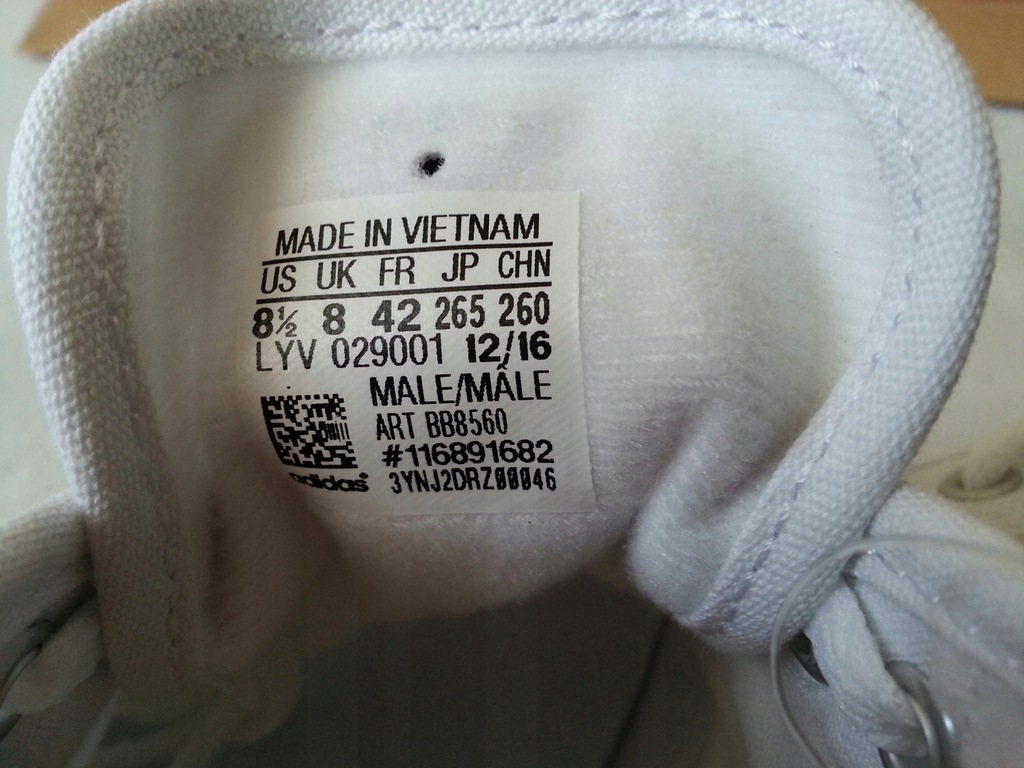 MADE IN VIETNAM
US UK FR JP CHN
8½ 8 42 265 260
LYV 029001 12/16
MALE/MÂLE
ART BB8560
#116891682
adidas® 3YNJ2DRZ00046